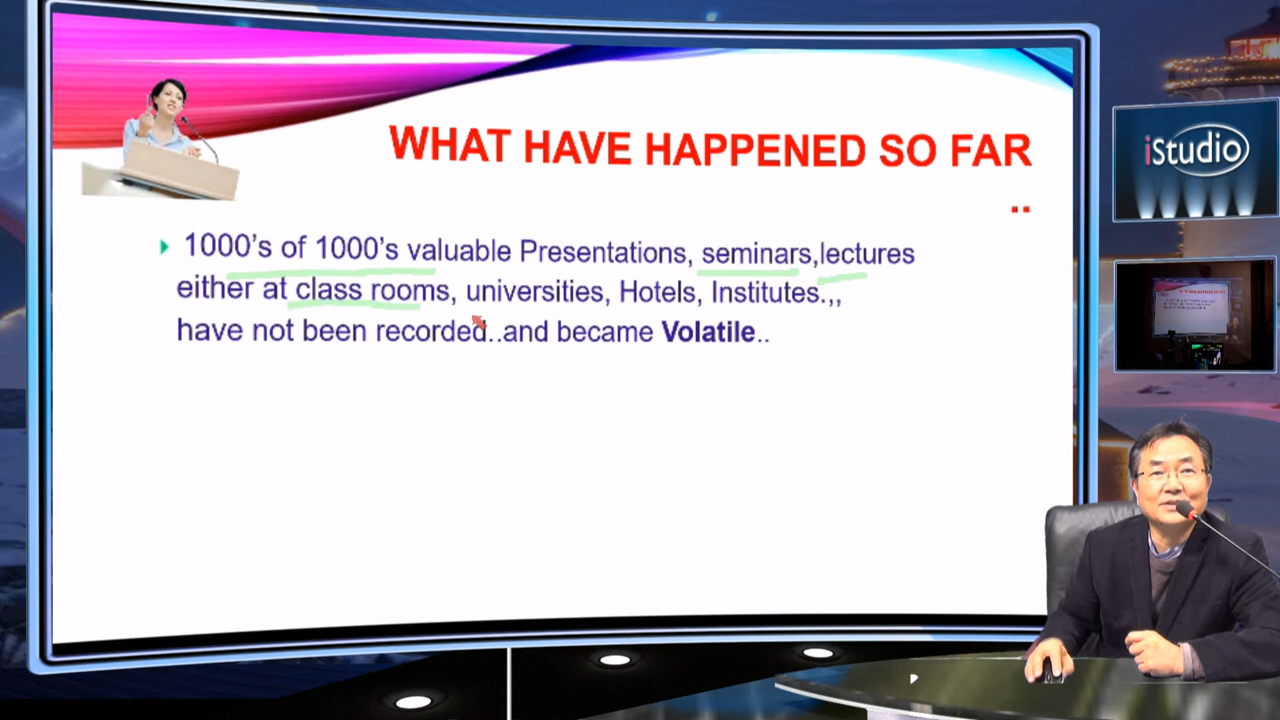 WHAT HAVE HAPPENED SO FAR
..
1000's of 1000's valuable Presentations, seminars,lectures
either at class rooms, universities, Hotels, Institutes.,,
have not been recorded..and became Volatile..
iStudio